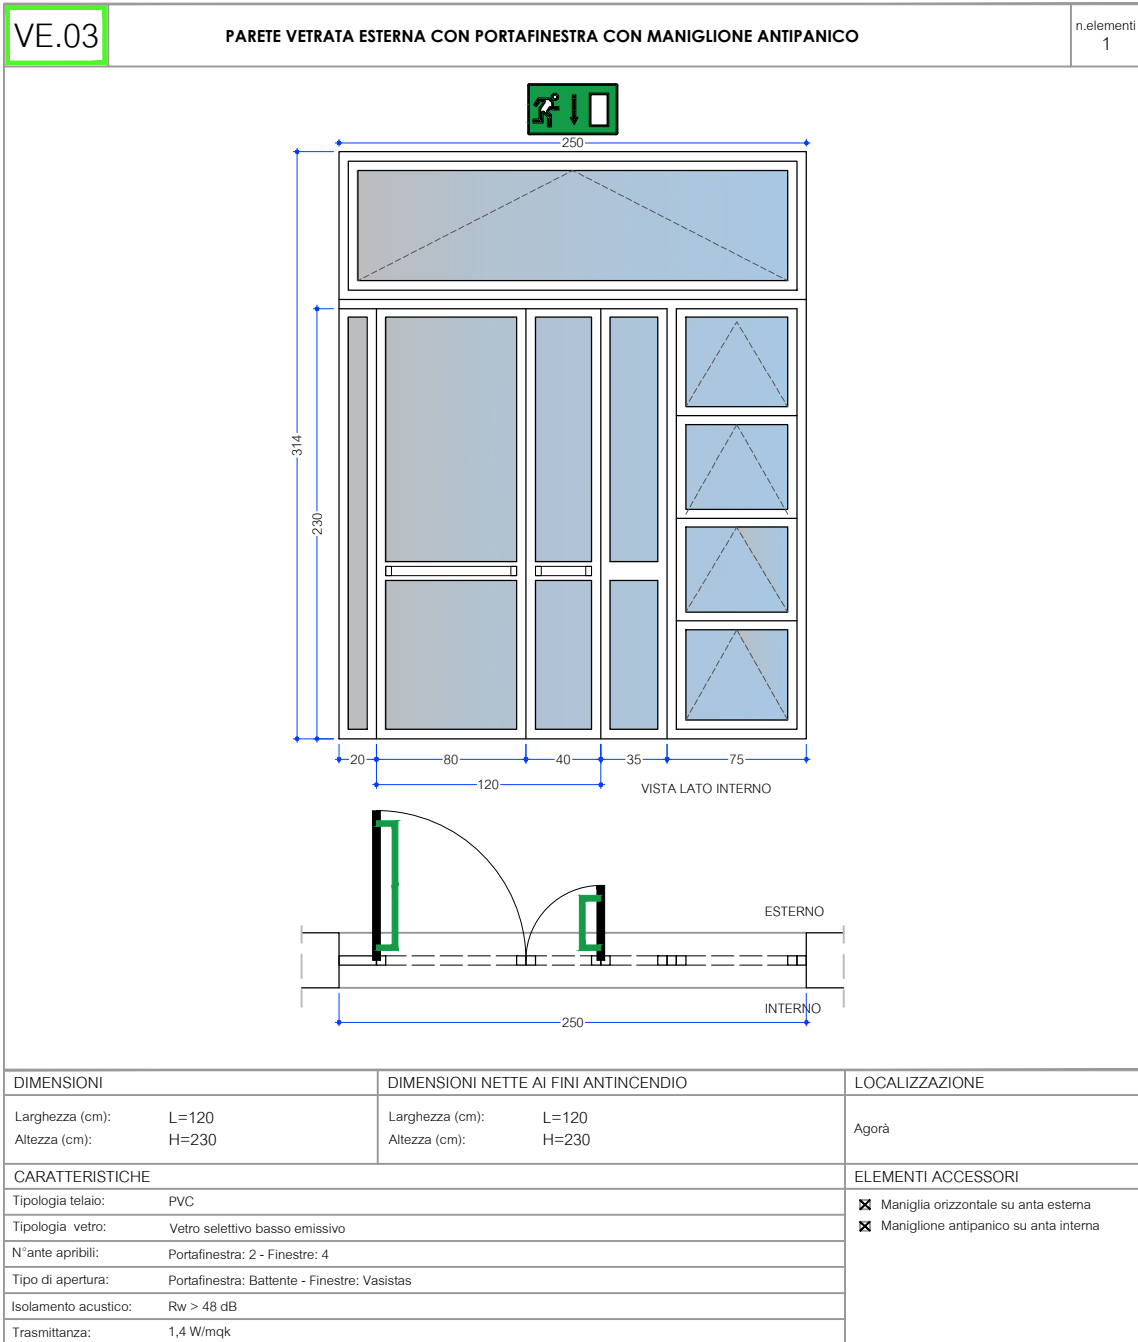 VE.03
PARETE VETRATA ESTERNA CON PORTAFINESTRA CON MANIGLIONE ANTIPANICO
n.elementi
1
250
314
230
20 80 40 35 75
120
VISTA LATO INTERNO
ESTERNO
INTERNO
250
DIMENSIONI
Larghezza (cm): L=120
Altezza (cm): H=230
DIMENSIONI NETTE AI FINI ANTINCENDIO
Larghezza (cm): L=120
Altezza (cm): H=230
LOCALIZZAZIONE
Agorà
CARATTERISTICHE
Tipologia telaio: PVC
Tipologia vetro: Vetro selettivo basso emissivo
N°ante apribili: Portafinestra: 2 - Finestre: 4
Tipo di apertura: Portafinestra: Battente - Finestre: Vasistas
Isolamento acustico: Rw > 48 dB
Trasmittanza: 1,4 W/mqk
ELEMENTI ACCESSORI
Maniglia orizzontale su anta esterna
Maniglione antipanico su anta interna